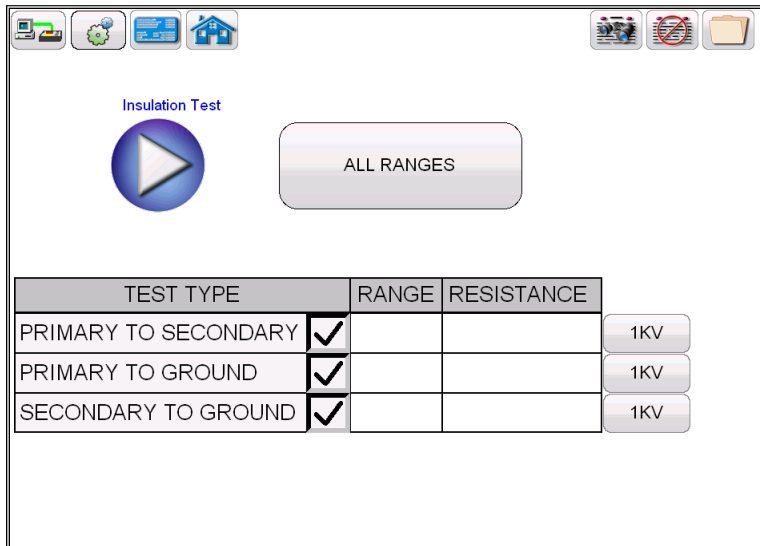 Insulation Test
ALL RANGES
TEST TYPE RANGE RESISTANCE
PRIMARY TO SECONDARY 1KV
PRIMARY TO GROUND 1KV
SECONDARY TO GROUND 1KV